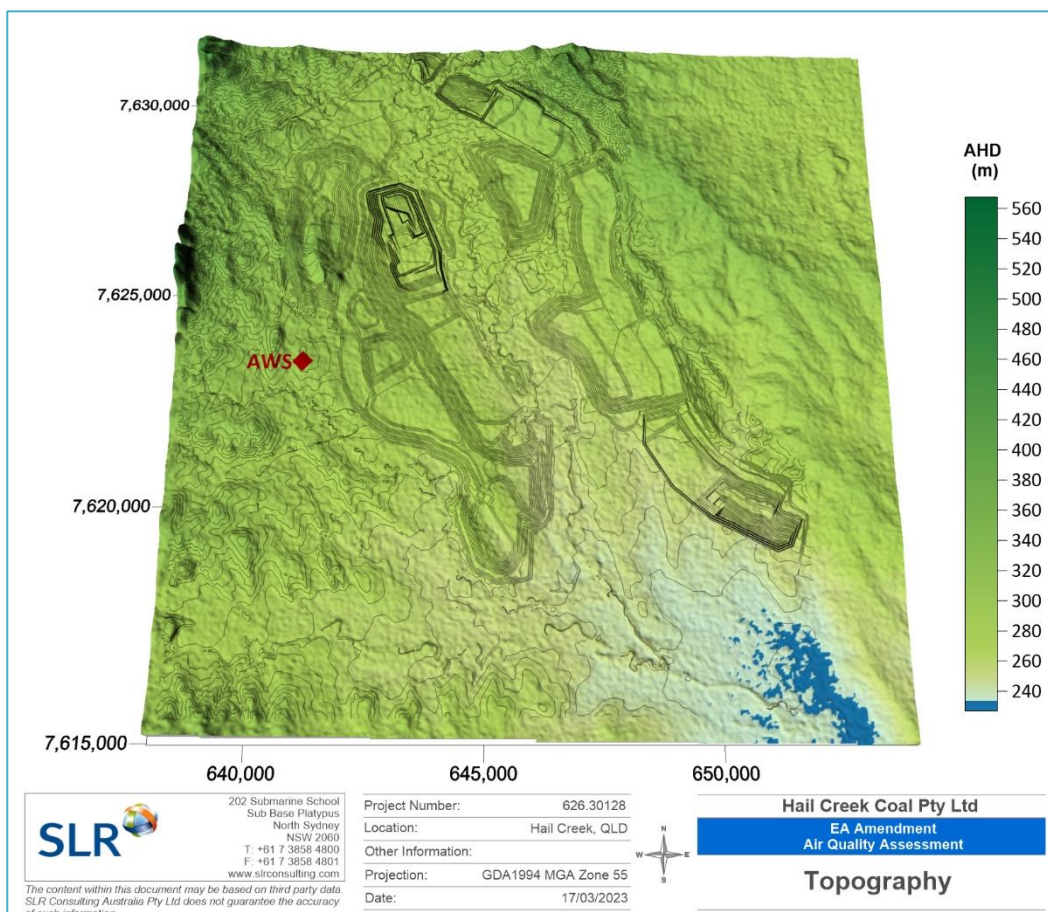 7,630,000
7,625,000
7,620,000
7,615,000
640,000
645,000
650,000
AWS
AHD
(m)
560
540
520
500
480
460
440
420
400
380
360
340
320
300
280
260
240
SLR
202 Submarine School
Sub Base Platypus
North Sydney
NSW 2060
T: +61 7 3858 4800
F: +61 7 3858 4801
www.slrconsulting.com
The content within this document may be based on third party data.
SLR Consulting Australia Pty Ltd does not guarantee the accuracy
of such information.
Project Number: 626.30128
Location: Hail Creek, QLD
Other Information:
Projection: GDA1994 MGA Zone 55
Date: 17/03/2023
N
W E
S
Hail Creek Coal Pty Ltd
EA Amendment
Air Quality Assessment
Topography